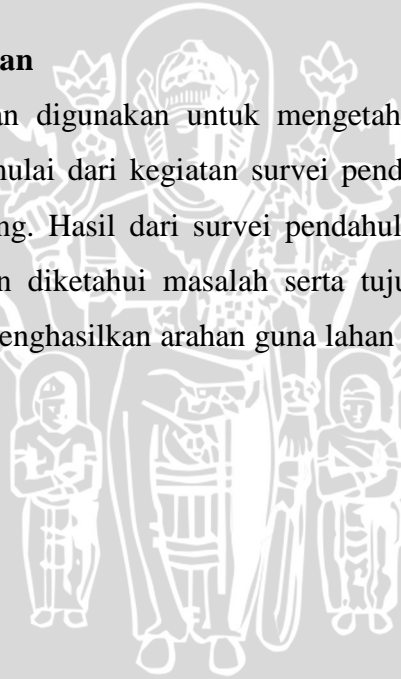 an
an digunakan untuk mengetah
nulai dari kegiatan survei pend
ng. Hasil dari survei pendahul
n diketahui masalah serta tuju
enghasilkan arahan guna lahan